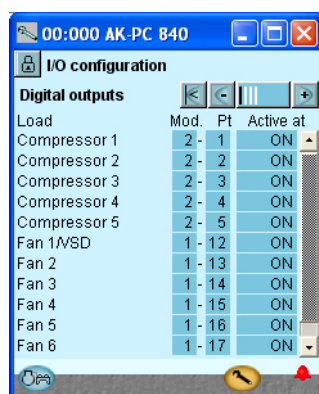 00:000 AK-PC 840
I/O configuration
Digital outputs
Load Mod. Pt Active at
Compressor 1 2 - 1 ON
Compressor 2 2 - 2 ON
Compressor 3 2 - 3 ON
Compressor 4 2 - 4 ON
Compressor 5 2 - 5 ON
Fan 1/VSD 1 - 12 ON
Fan 2 1 - 13 ON
Fan 3 1 - 14 ON
Fan 4 1 - 15 ON
Fan 5 1 - 16 ON
Fan 6 1 - 17 ON